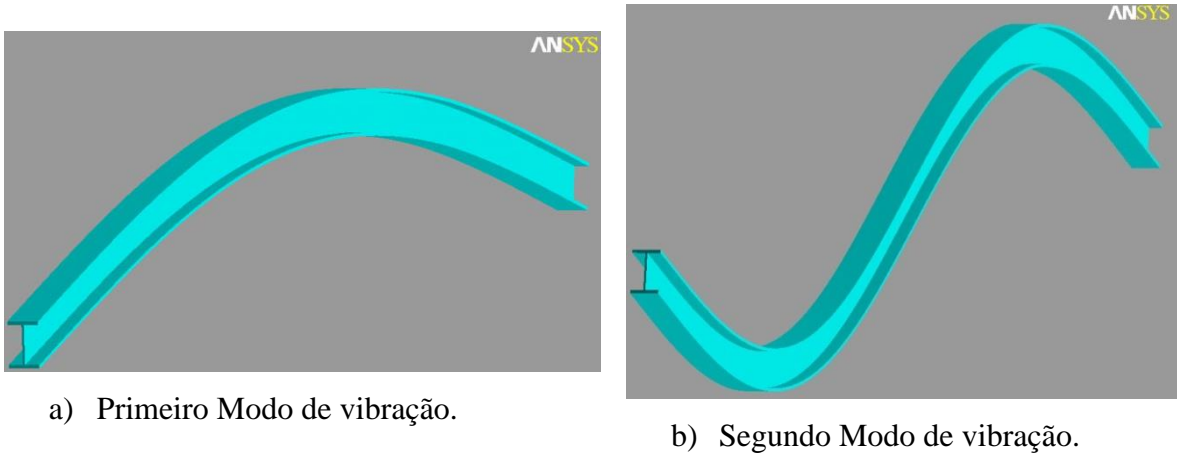 ANSYS
a) Primeiro Modo de vibração.
ANSYS
b) Segundo Modo de vibração.